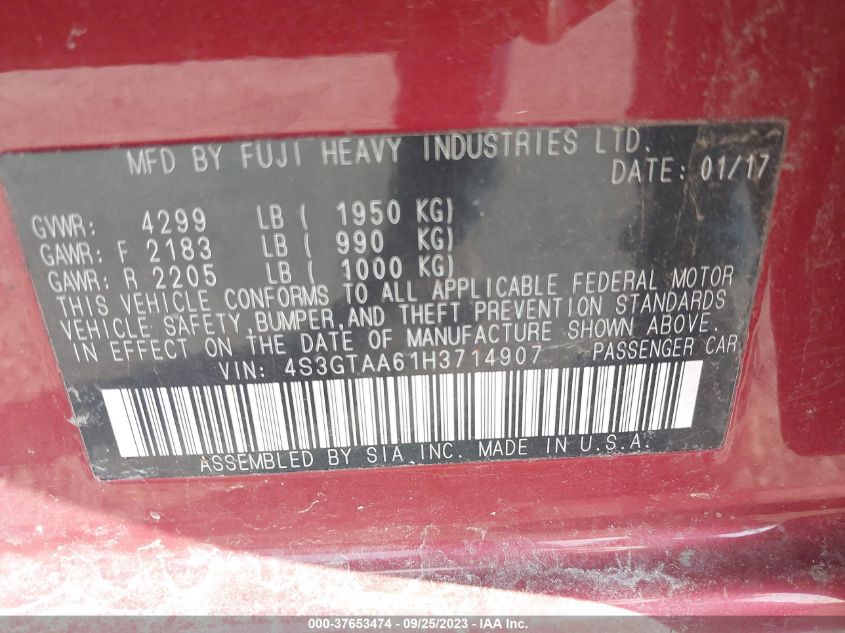 MFD BY FUJI HEAVY INDUSTRIES LTD.
DATE: 01/17
GVWR: 4299 LB ( 1950 KG)
GAWR: F 2183 LB ( 990 KG)
GAWR: R 2205 LB ( 1000 KG)
THIS VEHICLE CONFORMS TO ALL APPLICABLE FEDERAL MOTOR
VEHICLE SAFETY, BUMPER, AND THEFT PREVENTION STANDARDS
IN EFFECT ON THE DATE OF MANUFACTURE SHOWN ABOVE.
VIN: 4S3GTAA61H3714907 PASSENGER CAR
ASSEMBLED BY SIA INC. MADE IN U.S.A.
000-37653474 - 09/25/2023 - IAA Inc.